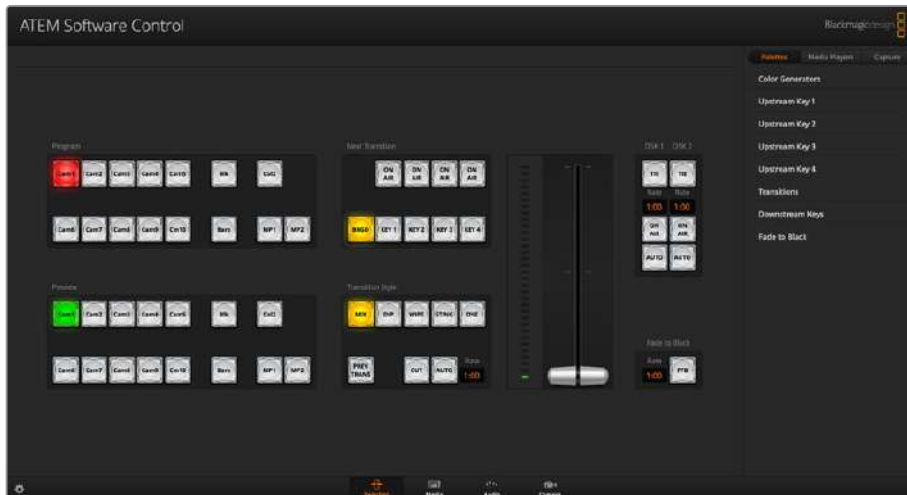 ATEM Software Control
Blackmagicdesign
Palettes Media Players Capture
Color Generators
Upstream Key 1
Upstream Key 2
Upstream Key 3
Upstream Key 4
Transitions
Downstream Keys
Fade to Black
Program
Cam1 Cam2 Cam3 Cam4 Cam5 Blk Col1
Cam6 Cam7 Cam8 Cam9 Cm10 Bars MP1 MP2
Next Transition
ON AIR ON AIR ON AIR ON AIR
BKGD KEY 1 KEY 2 KEY 3 KEY 4
DSK 1 DSK 2
TIE TIE
Rate Rate
1:00 1:00
ON AIR ON AIR
AUTO AUTO
Preview
Cam1 Cam2 Cam3 Cam4 Cam5 Blk Col1
Cam6 Cam7 Cam8 Cam9 Cm10 Bars MP1 MP2
Transition Style
MIX DIP WIPE STING DVE
PREV TRANS CUT AUTO Rate 1:00
Fade to Black
Rate
1:00 FTB
Switcher Media Audio Camera